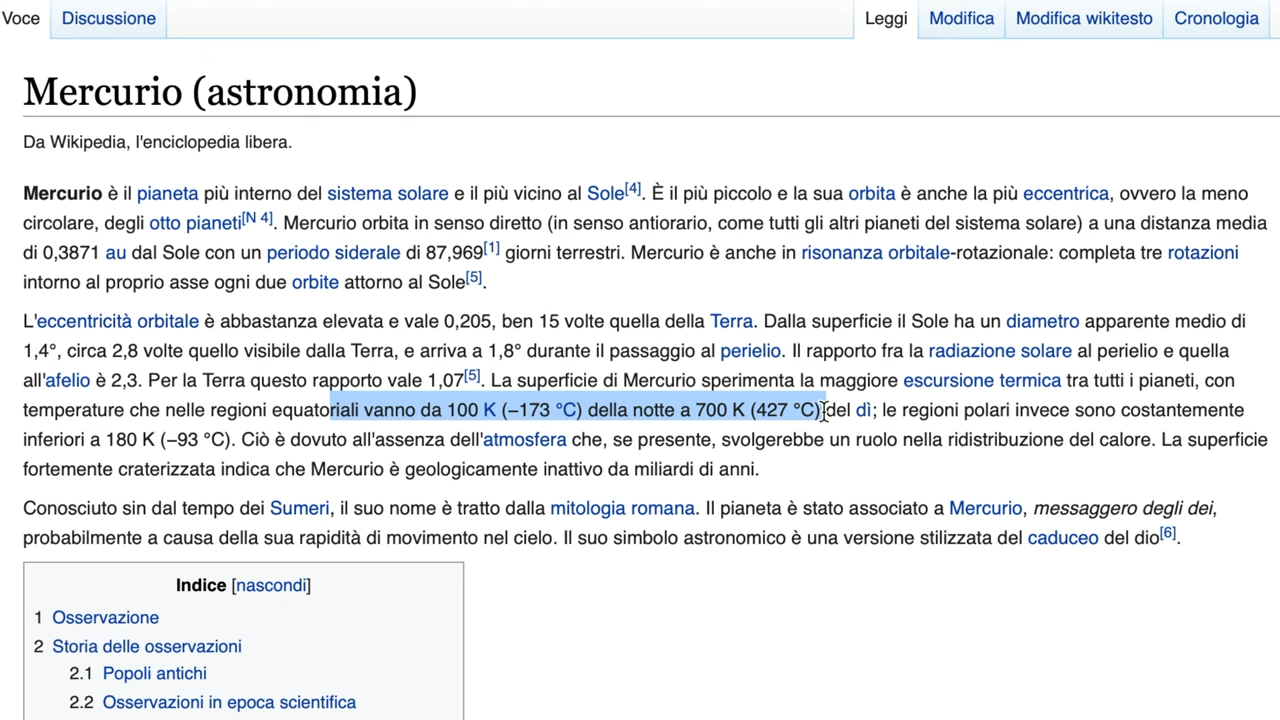 Voce Discussione Leggi Modifica Modifica wikitesto Cronologia
Mercurio (astronomia)
Da Wikipedia, l'enciclopedia libera.
Mercurio è il pianeta più interno del sistema solare e il più vicino al Sole[4]. È il più piccolo e la sua orbita è anche la più eccentrica, ovvero la meno
circolare, degli otto pianeti[N 4]. Mercurio orbita in senso diretto (in senso antiorario, come tutti gli altri pianeti del sistema solare) a una distanza media
di 0,3871 au dal Sole con un periodo siderale di 87,969[1] giorni terrestri. Mercurio è anche in risonanza orbitale-rotazionale: completa tre rotazioni
intorno al proprio asse ogni due orbite attorno al Sole[5].
L'eccentricità orbitale è abbastanza elevata e vale 0,205, ben 15 volte quella della Terra. Dalla superficie il Sole ha un diametro apparente medio di
1,4°, circa 2,8 volte quello visibile dalla Terra, e arriva a 1,8° durante il passaggio al perielio. Il rapporto fra la radiazione solare al perielio e quella
all'afelio è 2,3. Per la Terra questo rapporto vale 1,07[5]. La superficie di Mercurio sperimenta la maggiore escursione termica tra tutti i pianeti, con
temperature che nelle regioni equatoriali vanno da 100 K (−173 °C) della notte a 700 K (427 °C) del dì; le regioni polari invece sono costantemente
inferiori a 180 K (−93 °C). Ciò è dovuto all'assenza dell'atmosfera che, se presente, svolgerebbe un ruolo nella ridistribuzione del calore. La superficie
fortemente craterizzata indica che Mercurio è geologicamente inattivo da miliardi di anni.
Conosciuto sin dal tempo dei Sumeri, il suo nome è tratto dalla mitologia romana. Il pianeta è stato associato a Mercurio, messaggero degli dei,
probabilmente a causa della sua rapidità di movimento nel cielo. Il suo simbolo astronomico è una versione stilizzata del caduceo del dio[6].
Indice [nascondi]
1 Osservazione
2 Storia delle osservazioni
2.1 Popoli antichi
2.2 Osservazioni in epoca scientifica